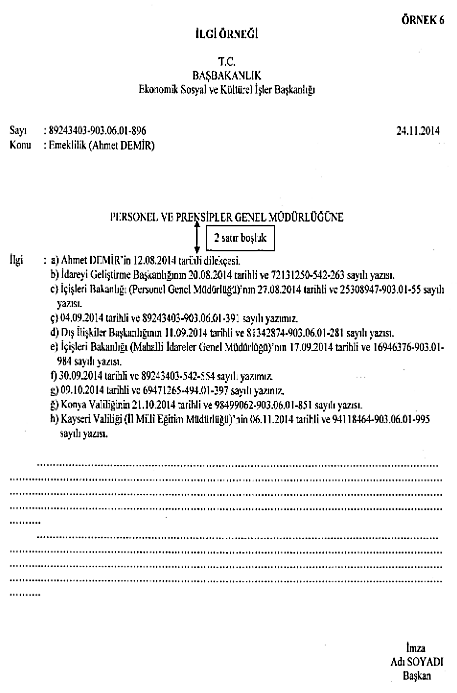 ÖRNEK 6
İLGİ ÖRNEĞİ
T.C.
BAŞBAKANLIK
Ekonomik Sosyal ve Kültürel İşler Başkanlığı
Sayı : 89243403-903.06.01-896 24.11.2014
Konu : Emeklilik (Ahmet DEMİR)
PERSONEL VE PRENSİPLER GENEL MÜDÜRLÜĞÜNE
2 satır boşluk
İlgi : a) Ahmet DEMİR'in 12.08.2014 tarihli dilekçesi.
b) İdareyi Geliştirme Başkanlığının 20.08.2014 tarihli ve 72131250-542-263 sayılı yazısı.
c) İçişleri Bakanlığı (Personel Genel Müdürlüğü)'nın 27.08.2014 tarihli ve 25308947-903.01-55 sayılı
yazısı.
ç) 04.09.2014 tarihli ve 89243403-903.06.01-391 sayılı yazımız.
d) Dış İlişkiler Başkanlığının 11.09.2014 tarihli ve 81342874-903.06.01-281 sayılı yazısı.
e) İçişleri Bakanlığı (Mahalli İdareler Genel Müdürlüğü)'nın 17.09.2014 tarihli ve 16946376-903.01-
984 sayılı yazısı.
f) 30.09.2014 tarihli ve 89243403-542-554 sayılı yazımız.
g) 09.10.2014 tarihli ve 69471265-494.01-397 sayılı yazımız.
ğ) Konya Valiliğinin 21.10.2014 tarihli ve 98499062-903.06.01-851 sayılı yazısı.
h) Kayseri Valiliği (İl Milli Eğitim Müdürlüğü)'nin 06.11.2014 tarihli ve 94118464-903.06.01-995
sayılı yazısı.
İmza
Adı SOYADI
Başkan